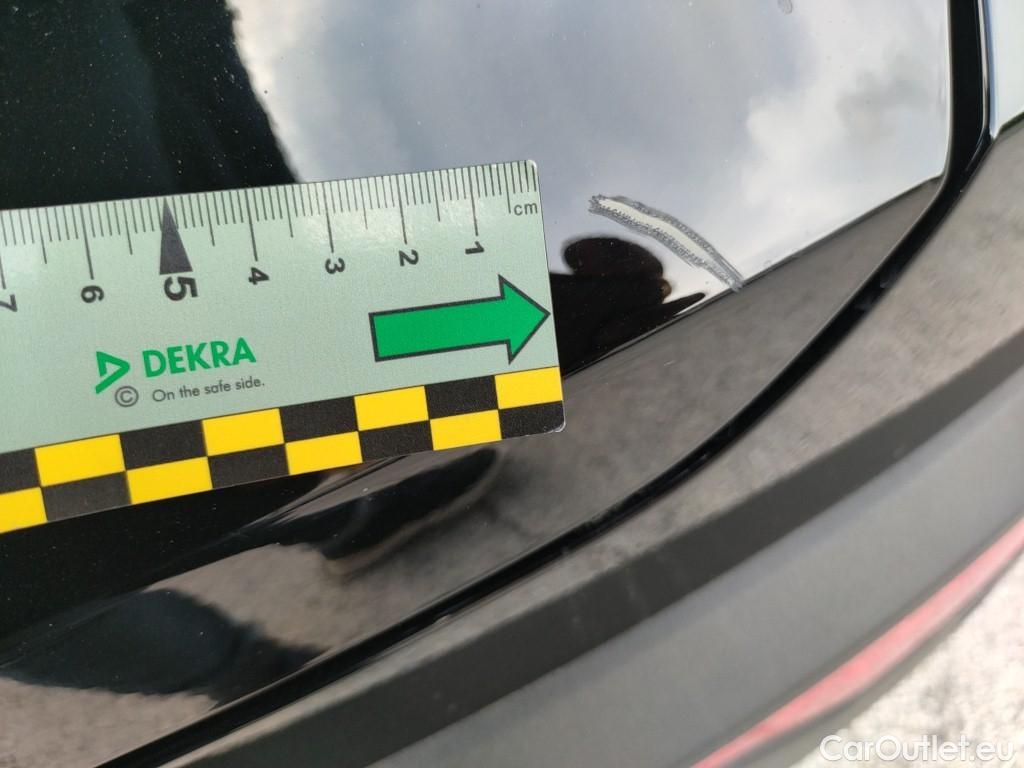 cm
7 6 5 4 3 2 1
DEKRA
© On the safe side.
CarOutlet.eu